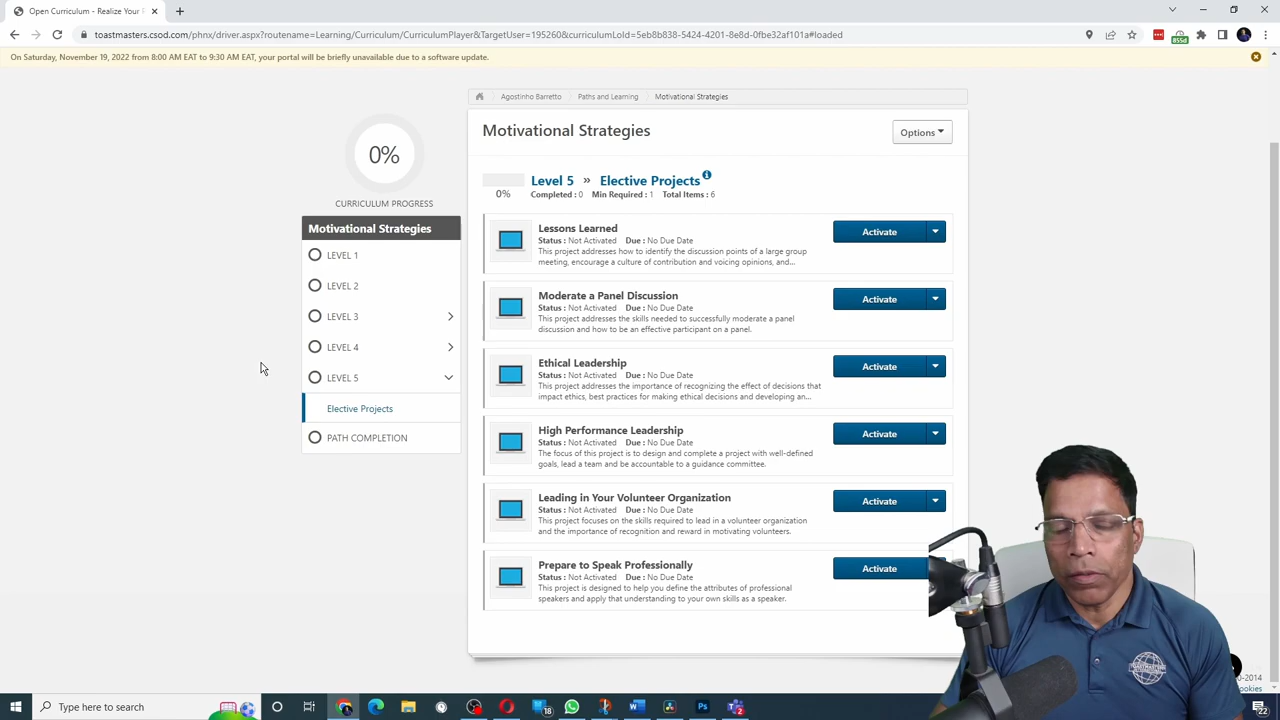 Open Curriculum - Realize Your P
toastmasters.csod.com/phnx/driver.aspx?routename=Learning/Curriculum/CurriculumPlayer&TargetUser=195260&curriculumLoId=5eb8b838-5424-4201-8e8d-0fbe32af101a#loaded
855d
On Saturday, November 19, 2022 from 8:00 AM EAT to 9:30 AM EAT, your portal will be briefly unavailable due to a software update.
Agostinho Barretto
Paths and Learning
Motivational Strategies
0%
CURRICULUM PROGRESS
Motivational Strategies
LEVEL 1
LEVEL 2
LEVEL 3
LEVEL 4
LEVEL 5
Elective Projects
PATH COMPLETION
Motivational Strategies
Options
0%
Level 5 » Elective Projects
Completed : 0 Min Required : 1 Total Items : 6
Lessons Learned
Status : Not Activated Due : No Due Date
This project addresses how to identify the discussion points of a large group
meeting, encourage a culture of contribution and voicing opinions, and...
Activate
Moderate a Panel Discussion
Status : Not Activated Due : No Due Date
This project addresses the skills needed to successfully moderate a panel
discussion and how to be an effective participant on a panel.
Activate
Ethical Leadership
Status : Not Activated Due : No Due Date
This project addresses the importance of recognizing the effect of decisions that
impact ethics, best practices for making ethical decisions and developing an...
Activate
High Performance Leadership
Status : Not Activated Due : No Due Date
The focus of this project is to design and complete a project with well-defined
goals, lead a team and be accountable to a guidance committee.
Activate
Leading in Your Volunteer Organization
Status : Not Activated Due : No Due Date
This project focuses on the skills required to lead in a volunteer organization
and the importance of recognition and reward in motivating volunteers.
Activate
Prepare to Speak Professionally
Status : Not Activated Due : No Due Date
This project is designed to help you define the attributes of professional
speakers and apply that understanding to your own skills as a speaker.
Activate
TOASTMASTERS
0-2014
ookies
Type here to search
18
2
22